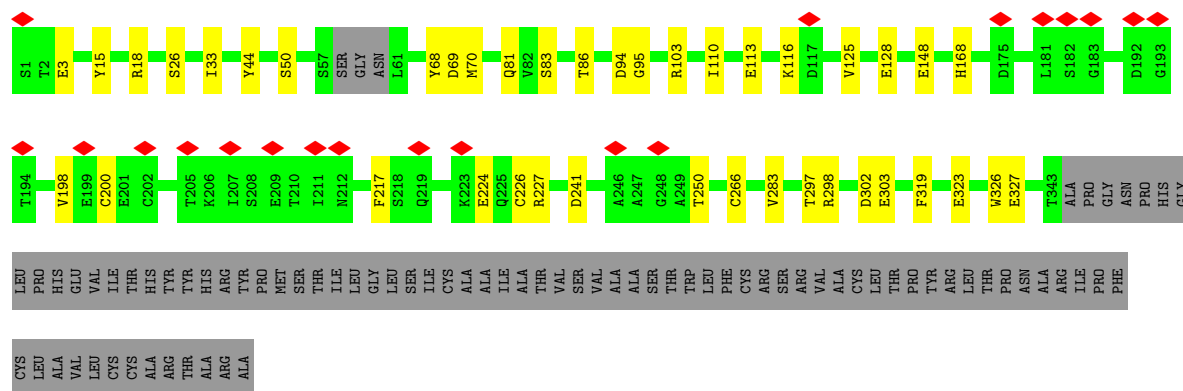 S1 T2 E3 Y15 R18 S26 I33 Y44 S50 S57 SER GLY ASN L61 Y68 D69 M70 Q81 V82 S83 T86 D94 G95 R103 I110 E113 K116 D117 V125 E128 E148 H168 D175 L181 S182 G183 D192 G193
T194 V198 E199 C200 E201 C202 T205 K206 I207 S208 E209 T210 I211 N212 F217 S218 Q219 K223 E224 Q225 C226 R227 D241 A246 A247 G248 A249 T250 C266 V283 T297 R298 D302 E303 F319 E323 W326 E327 T343 ALA PRO GLY ASN PRO HIS GLY
LEU PRO HIS GLU VAL ILE THR HIS TYR TYR HIS ARG TYR PRO MET SER THR ILE LEU GLY LEU SER ILE CYS ALA ALA ILE ALA THR VAL SER VAL ALA ALA SER THR TRP LEU PHE CYS ARG SER ARG VAL ALA CYS LEU THR PRO TYR ARG LEU THR PRO ASN ALA ARG ILE PRO PHE
CYS LEU ALA VAL LEU CYS CYS ALA ARG THR ALA ARG ALA